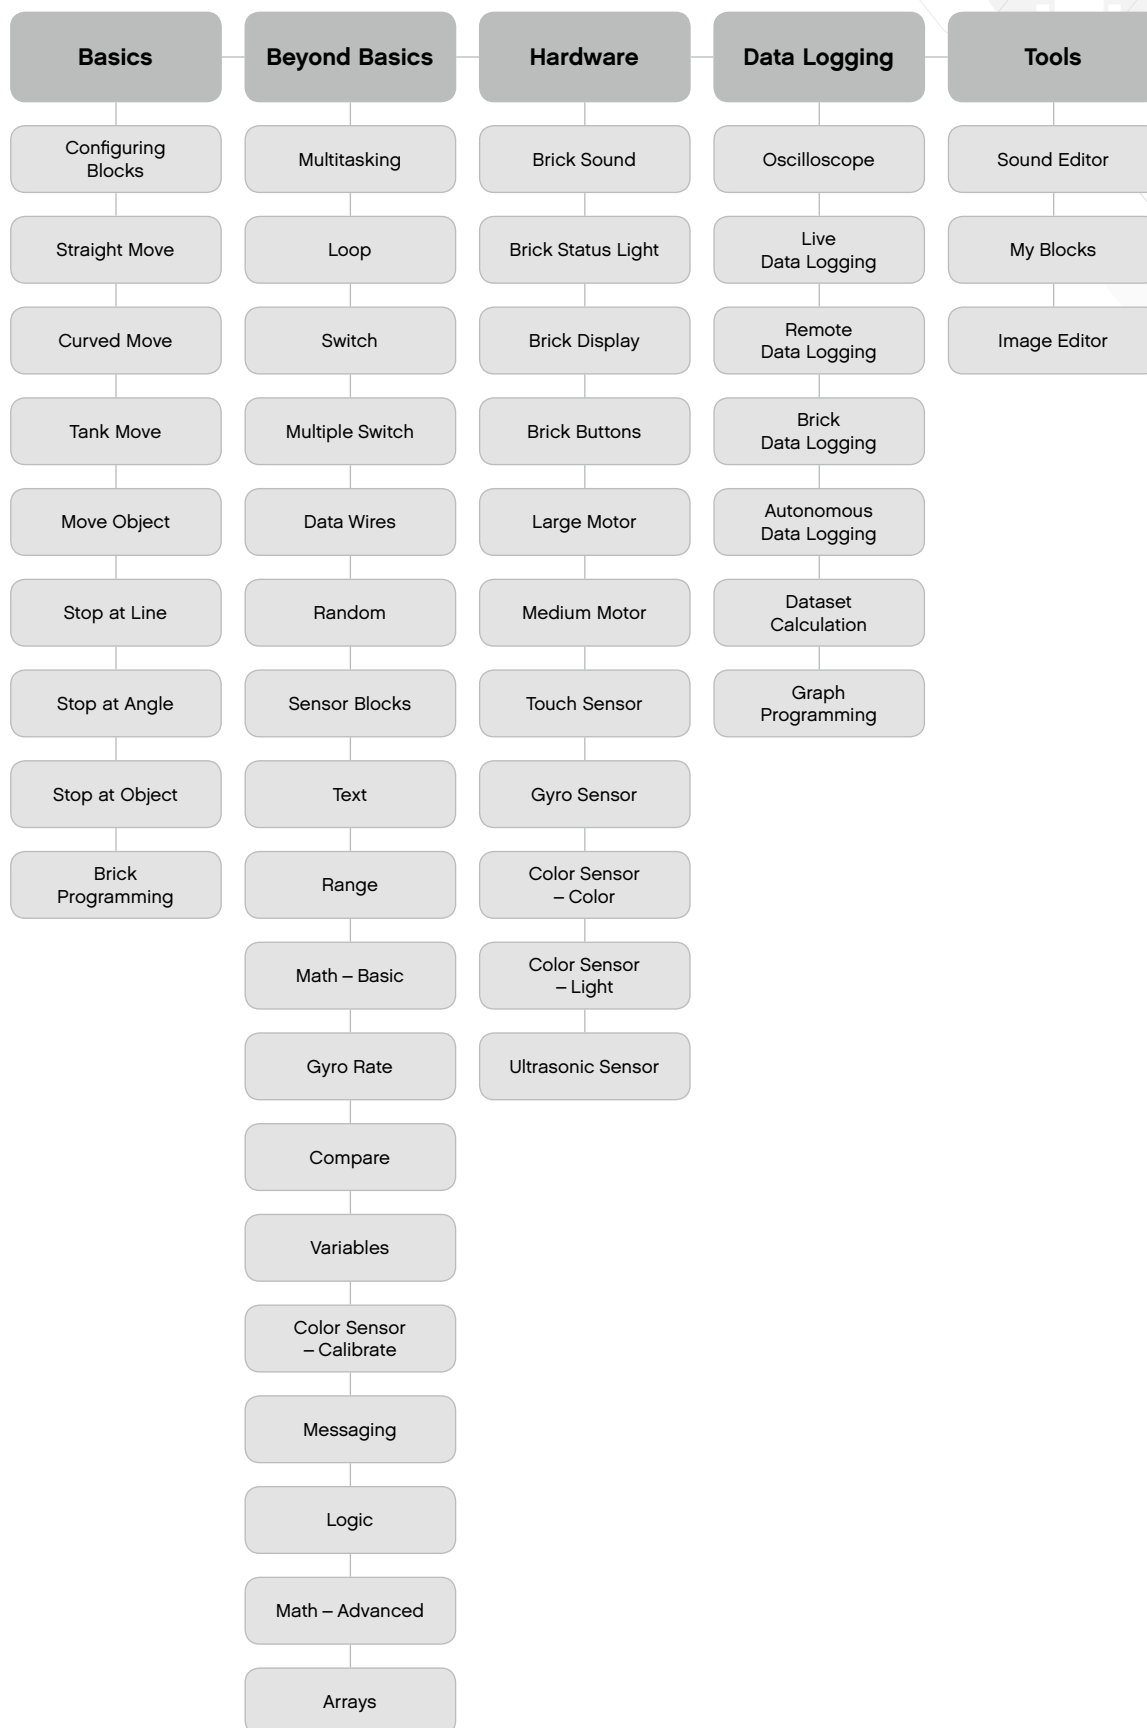 Basics
Configuring
Blocks
Straight Move
Curved Move
Tank Move
Move Object
Stop at Line
Stop at Angle
Stop at Object
Brick
Programming
Beyond Basics
Multitasking
Loop
Switch
Multiple Switch
Data Wires
Random
Sensor Blocks
Text
Range
Math – Basic
Gyro Rate
Compare
Variables
Color Sensor
– Calibrate
Messaging
Logic
Math – Advanced
Arrays
Hardware
Brick Sound
Brick Status Light
Brick Display
Brick Buttons
Large Motor
Medium Motor
Touch Sensor
Gyro Sensor
Color Sensor
– Color
Color Sensor
– Light
Ultrasonic Sensor
Data Logging
Oscilloscope
Live
Data Logging
Remote
Data Logging
Brick
Data Logging
Autonomous
Data Logging
Dataset
Calculation
Graph
Programming
Tools
Sound Editor
My Blocks
Image Editor